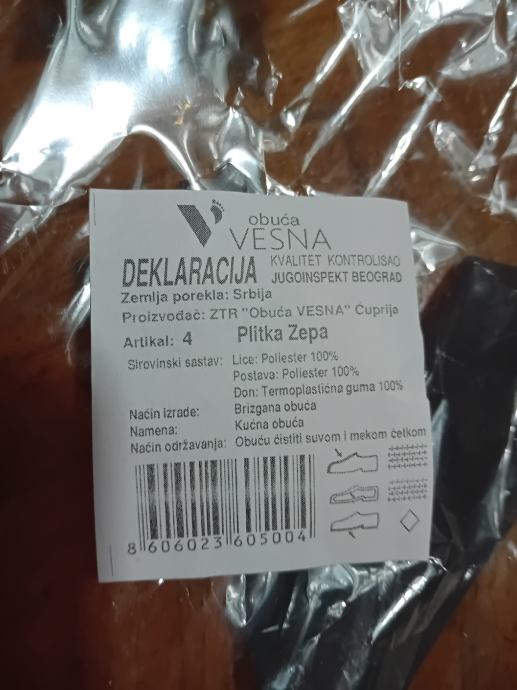 obuća
VESNA
DEKLARACIJA
KVALITET KONTROLISAO
JUGOINSPEKT BEOGRAD
Zemlja porekla: Srbija
Proizvođač: ZTR "Obuća VESNA" Ćuprija
Artikal: 4 Plitka Zepa
Sirovinski sastav: Lice: Poliester 100%
Postava: Poliester 100%
Đon: Termoplastična guma 100%
Način izrade: Brizgana obuća
Namena: Kućna obuća
Način održavanja: Obuću čistiti suvom i mekom četkom
8 606023 605004